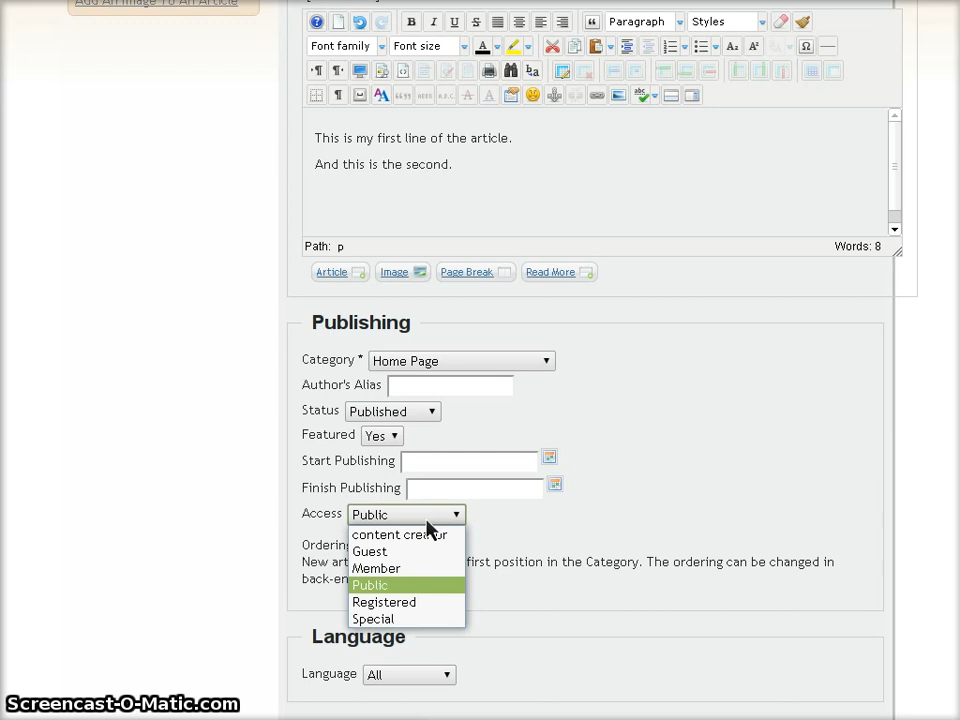 Add An Image To An Article
Paragraph Styles
Font family Font size
This is my first line of the article.
And this is the second.
Path: p Words: 8
Article Image Page Break Read More
Publishing
Category * Home Page
Author's Alias
Status Published
Featured Yes
Start Publishing
Finish Publishing
Access Public
content creator
Guest
Member
Public
Registered
Special
Ordering
New art first position in the Category. The ordering can be changed in
back-en
Language
Language All
Screencast-O-Matic.com